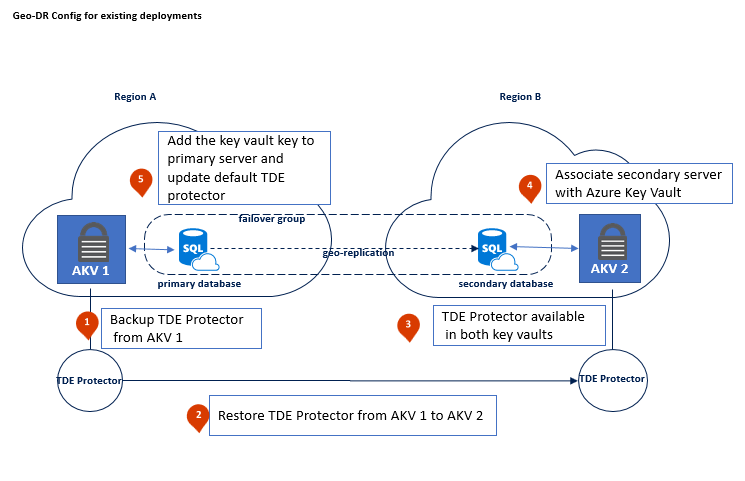 Geo-DR Config for existing deployments
Region A
Region B
5
Add the key vault key to
primary server and
update default TDE
protector
4
Associate secondary server
with Azure Key Vault
failover group
SQL
SQL
geo-replication
AKV 1
AKV 2
primary database
secondary database
1
Backup TDE Protector
from AKV 1
3
TDE Protector available
in both key vaults
TDE Protector
TDE Protector
2
Restore TDE Protector from AKV 1 to AKV 2